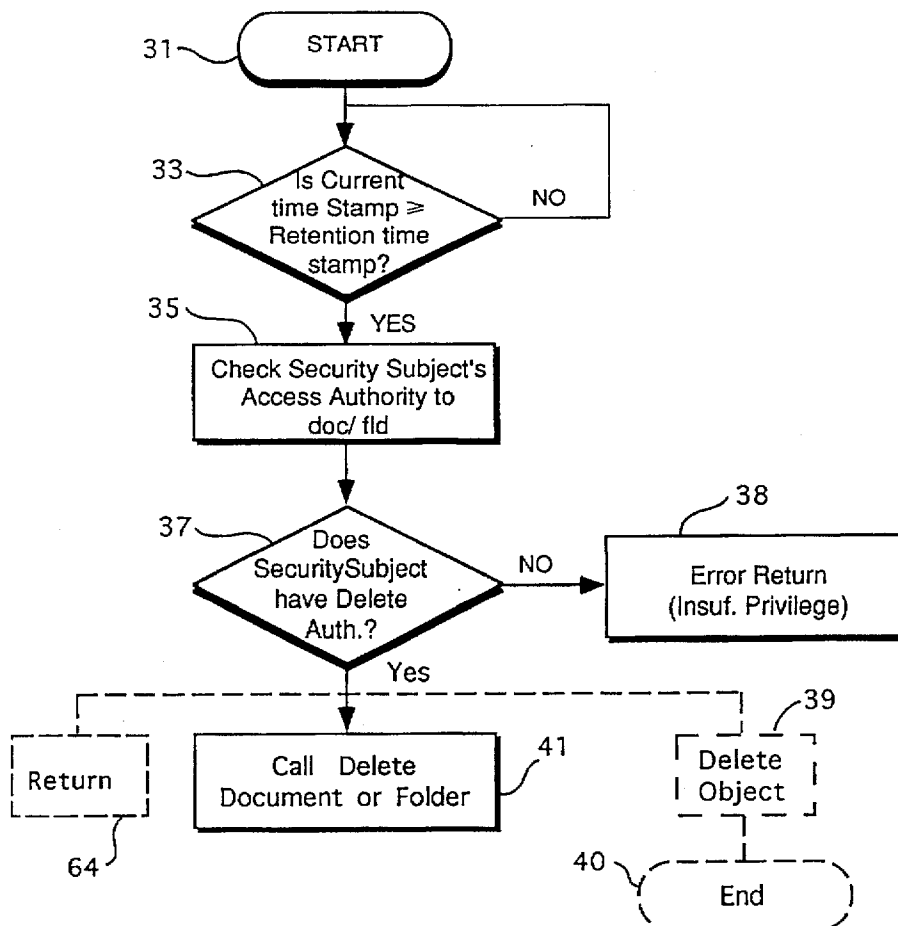 31
START
33
Is Current
time Stamp ⩾
Retention time
stamp?
NO
35
YES
Check Security Subject's
Access Authority to
doc/ fld
37
Does
SecuritySubject
have Delete
Auth.?
NO
38
Error Return
(Insuf. Privilege)
Yes
Return
64
Call Delete
Document or Folder
41
39
Delete
Object
40
End